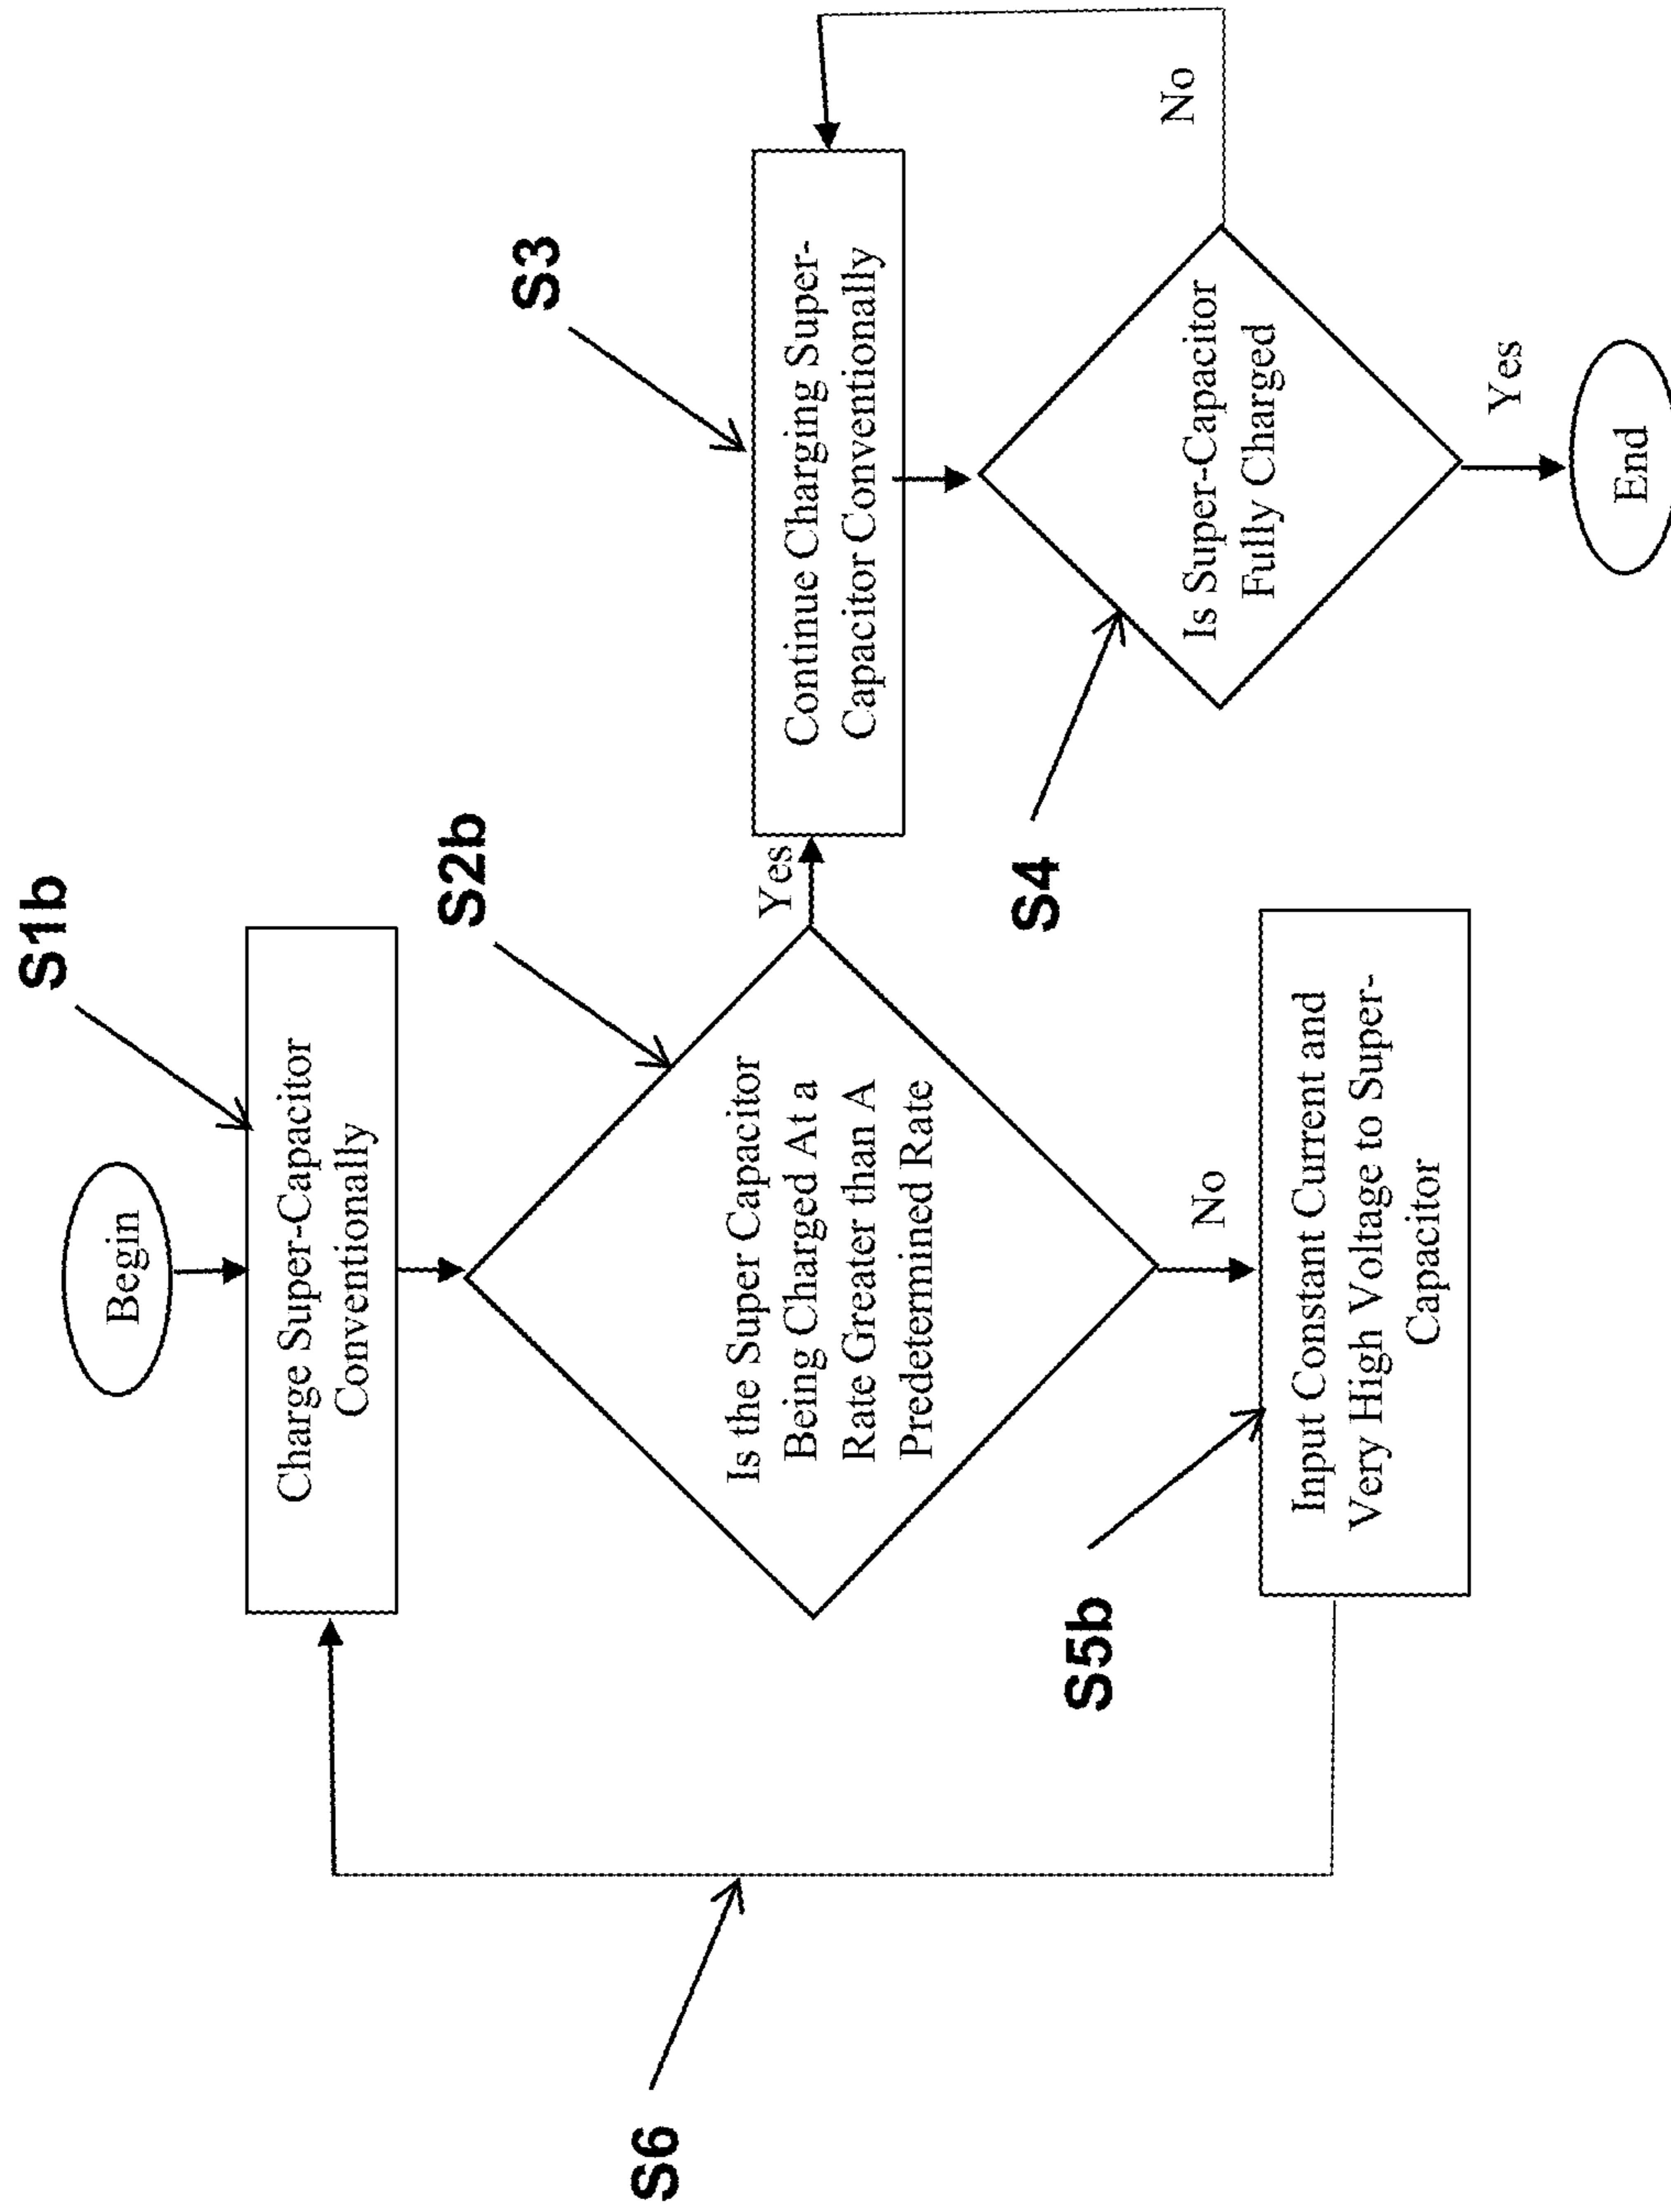 S1b
Begin
Charge Super-Capacitor
Conventionally
S2b
Is the Super Capacitor
Being Charged At a
Rate Greater than A
Predetermined Rate
Yes
S3
Continue Charging Super-
Capacitor Conventionally
No
S4
Is Super-Capacitor
Fully Charged
Yes
End
No
S5b
Input Constant Current and
Very High Voltage to Super-
Capacitor
S6